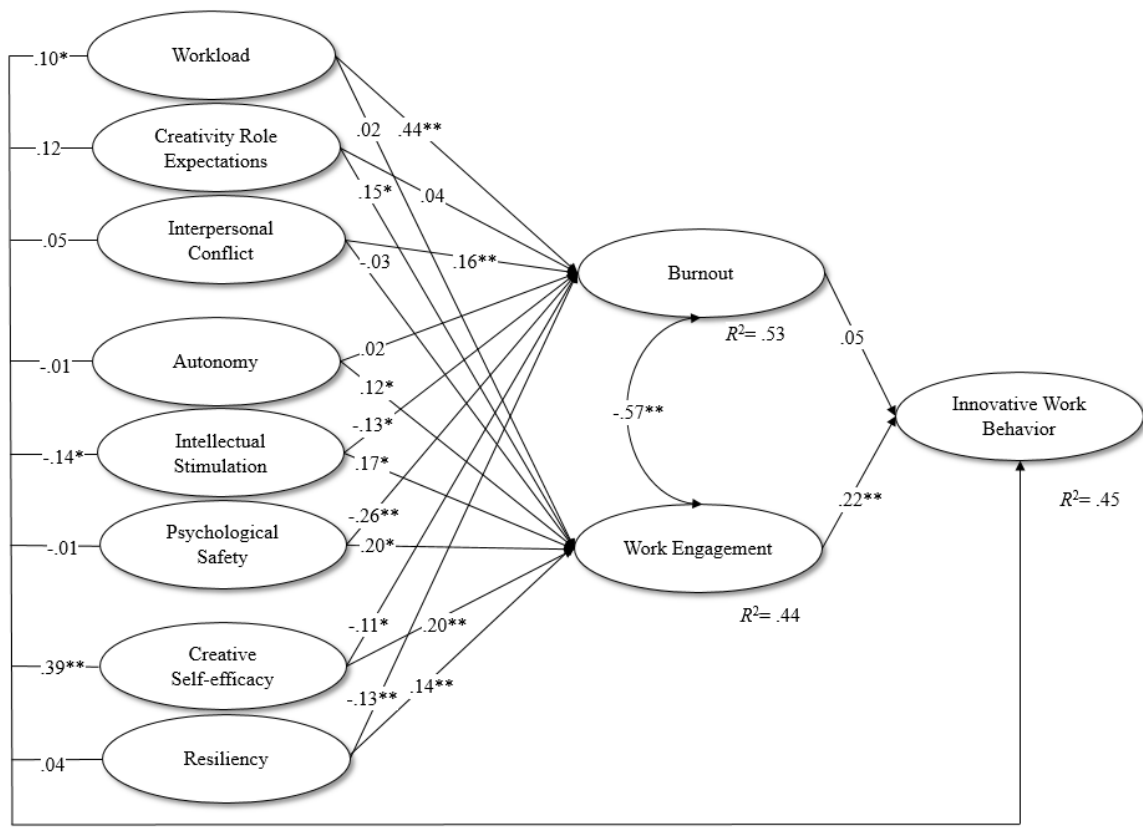 .10*
Workload
.02
.44**
.12
Creativity Role
Expectations
.15*
.04
.05
Interpersonal
Conflict
-.03
.16**
Burnout
R²= .53
.05
-.01
Autonomy
.02
.12*
-.13*
-.57**
Innovative Work
Behavior
R²= .45
-.14*
Intellectual
Stimulation
.17*
-.26**
.22**
-.01
Psychological
Safety
.20*
Work Engagement
R²= .44
.39**
Creative
Self-efficacy
-.11*
.20**
-.13**
.14**
.04
Resiliency